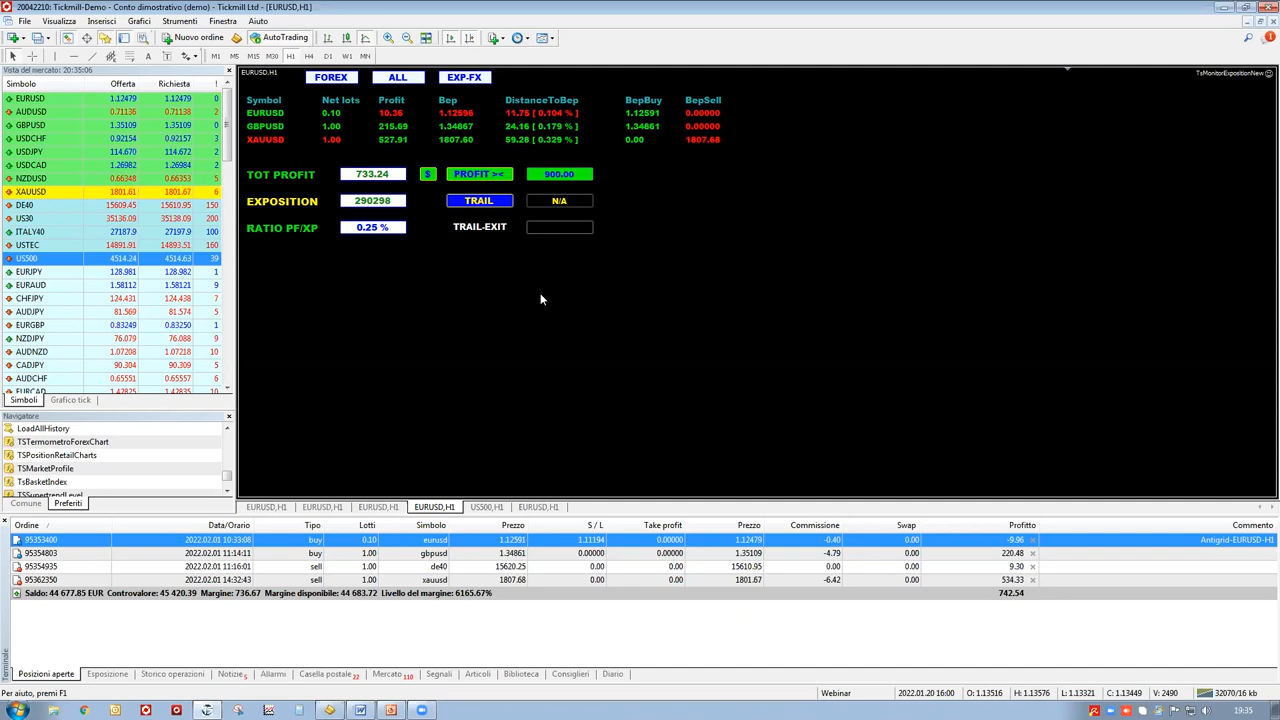 20042210: Tickmill-Demo - Conto dimostrativo (demo) - Tickmill Ltd - [EURUSD,H1]
File Visualizza Inserisci Grafici Strumenti Finestra Aiuto
Nuovo ordine AutoTrading
A T M1 M5 M15 M30 H1 H4 D1 W1 MN
Vista del mercato: 20:35:06
Simbolo Offerta Richiesta !
EURUSD 1.12479 1.12479 0
AUDUSD 0.71136 0.71138 2
GBPUSD 1.35109 1.35109 0
USDCHF 0.92154 0.92157 3
USDJPY 114.670 114.672 2
USDCAD 1.26982 1.26984 2
NZDUSD 0.66348 0.66353 5
XAUUSD 1801.61 1801.67 6
DE40 15609.45 15610.95 150
US30 35136.09 35138.09 200
ITALY40 27187.9 27197.9 100
USTEC 14891.91 14893.51 160
US500 4514.24 4514.63 39
EURJPY 128.981 128.982 1
EURAUD 1.58112 1.58121 9
CHFJPY 124.431 124.438 7
AUDJPY 81.569 81.574 5
EURGBP 0.83249 0.83250 1
NZDJPY 76.079 76.088 9
AUDNZD 1.07208 1.07218 10
CADJPY 90.304 90.309 5
AUDCHF 0.65551 0.65557 6
EURCAD 1.42825 1.42835 10
Simboli Grafico tick
Navigatore
LoadAllHistory
TSTermometroForexChart
TSPositionRetailCharts
TSMarketProfile
TsBasketIndex
TSSupertrendLevel
Comune Preferiti
EURUSD,H1 TsMonitorExpositionNew
FOREX ALL EXP-FX
Symbol Net lots Profit Bep DistanceToBep BepBuy BepSell
EURUSD 0.10 10.36 1.12596 11.75 [ 0.104 % ] 1.12591 0.00000
GBPUSD 1.00 215.69 1.34867 24.16 [ 0.179 % ] 1.34861 0.00000
XAUUSD 1.00 527.91 1807.60 59.28 [ 0.329 % ] 0.00 1807.68
TOT PROFIT 733.24 $ PROFIT >< 900.00
EXPOSITION 290298 TRAIL N/A
RATIO PF/XP 0.25 % TRAIL-EXIT
EURUSD,H1 EURUSD,H1 EURUSD,H1 EURUSD,H1 US500,H1 EURUSD,H1
Ordine / Data/Orario Tipo Lotti Simbolo Prezzo S / L Take profit Prezzo Commissione Swap Profitto Commento
95353400 2022.02.01 10:33:08 buy 0.10 eurusd 1.12591 1.11194 0.00000 1.12479 -0.40 0.00 -9.96 Antigrid-EURUSD-H1
95354803 2022.02.01 11:14:11 buy 1.00 gbpusd 1.34861 0.00000 0.00000 1.35109 -4.79 0.00 220.48
95354935 2022.02.01 11:16:01 sell 1.00 de40 15620.25 0.00 0.00 15610.95 0.00 0.00 9.30
95362350 2022.02.01 14:32:43 sell 1.00 xauusd 1807.68 0.00 0.00 1801.67 -6.42 0.00 534.33
Saldo: 44 677.85 EUR Controvalore: 45 420.39 Margine: 736.67 Margine disponibile: 44 683.72 Livello del margine: 6165.67% 742.54
Terminale
Posizioni aperte Esposizione Storico operazioni Notizie 5 Allarmi Casella postale 22 Mercato 110 Segnali Articoli Biblioteca Consiglieri Diario
Per aiuto, premi F1 Webinar 2022.01.20 16:00 O: 1.13516 H: 1.13576 L: 1.13321 C: 1.13449 V: 2490 32070/16 kb
19:35